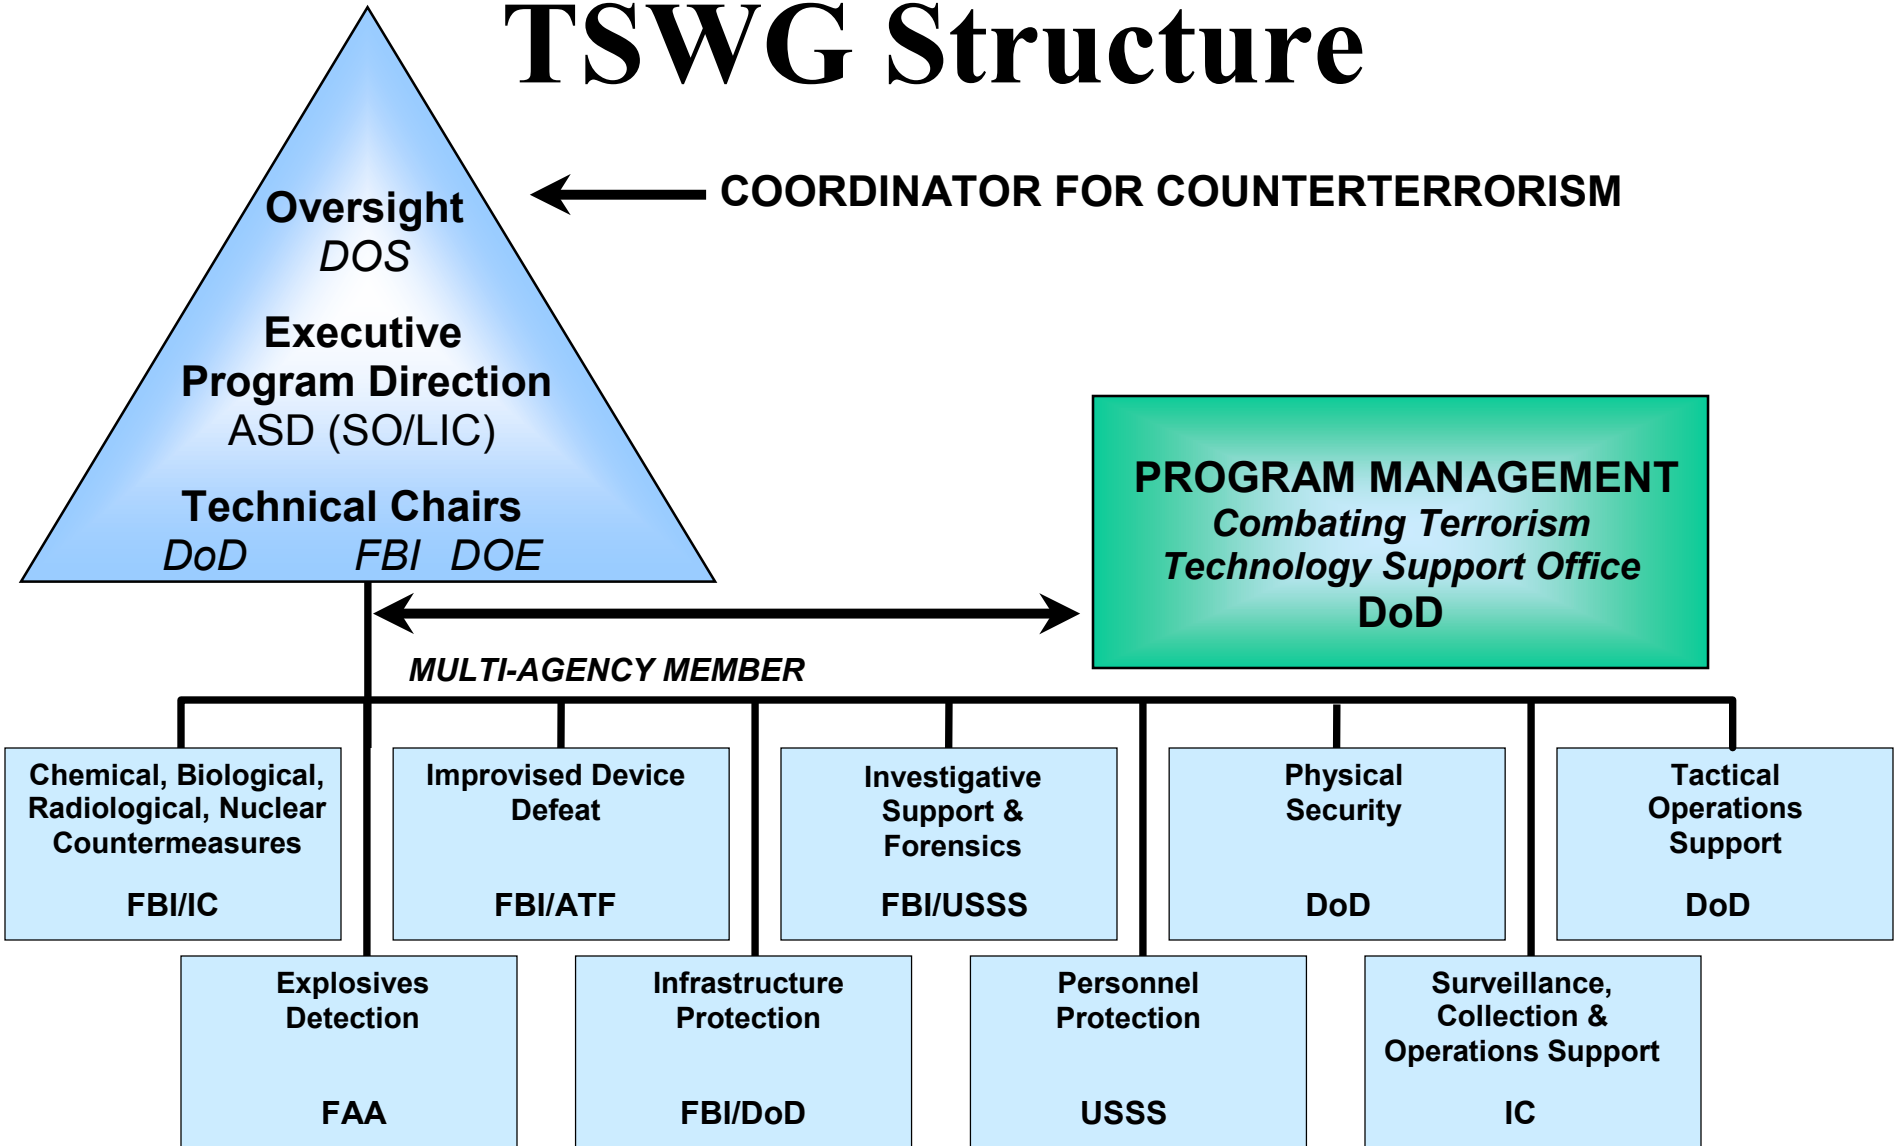 TSWG Structure
COORDINATOR FOR COUNTERTERRORISM
Oversight
DOS
Executive
Program Direction
ASD (SO/LIC)
Technical Chairs
DoD FBI DOE
PROGRAM MANAGEMENT
Combating Terrorism
Technology Support Office
DoD
MULTI-AGENCY MEMBER
Chemical, Biological,
Radiological, Nuclear
Countermeasures
FBI/IC
Improvised Device
Defeat
FBI/ATF
Investigative
Support &
Forensics
FBI/USSS
Physical
Security
DoD
Tactical
Operations
Support
DoD
Explosives
Detection
FAA
Infrastructure
Protection
FBI/DoD
Personnel
Protection
USSS
Surveillance,
Collection &
Operations Support
IC